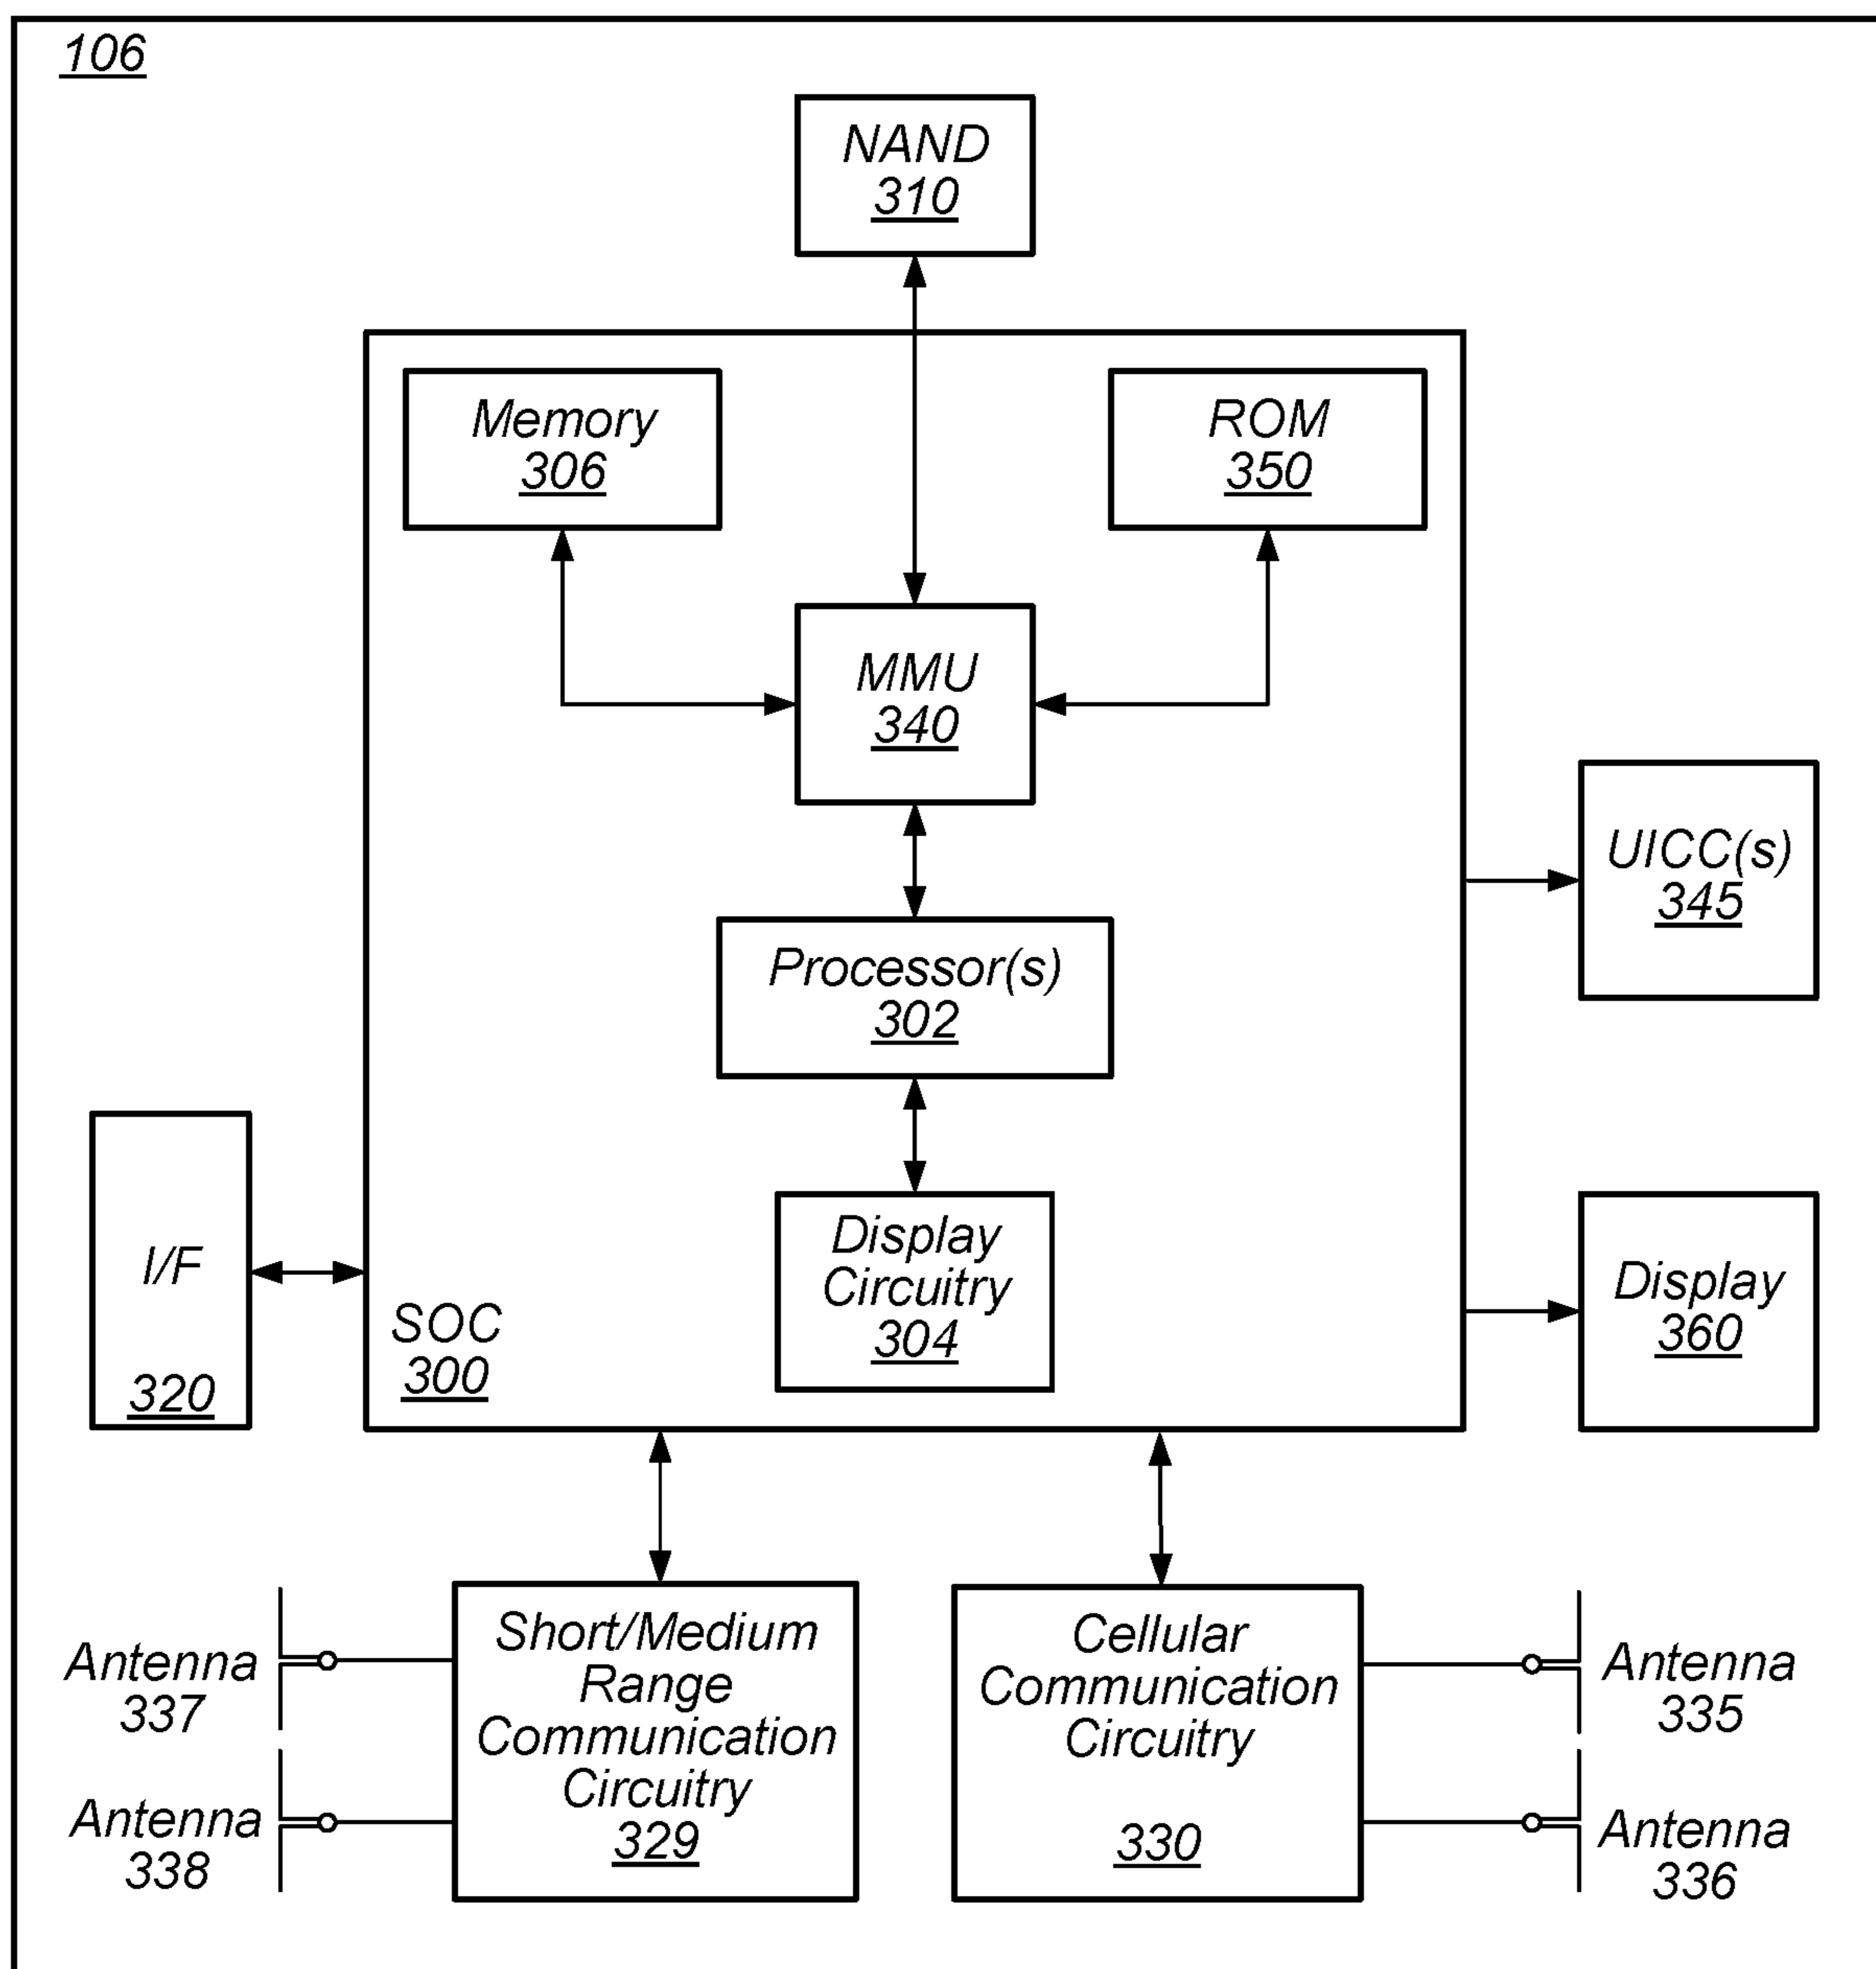 106
NAND
310
Memory
306
ROM
350
MMU
340
UICC(s)
345
Processor(s)
302
I/F
320
Display
Circuitry
304
SOC
300
Display
360
Antenna
337
Antenna
338
Short/Medium
Range
Communication
Circuitry
329
Cellular
Communication
Circuitry
330
Antenna
335
Antenna
336